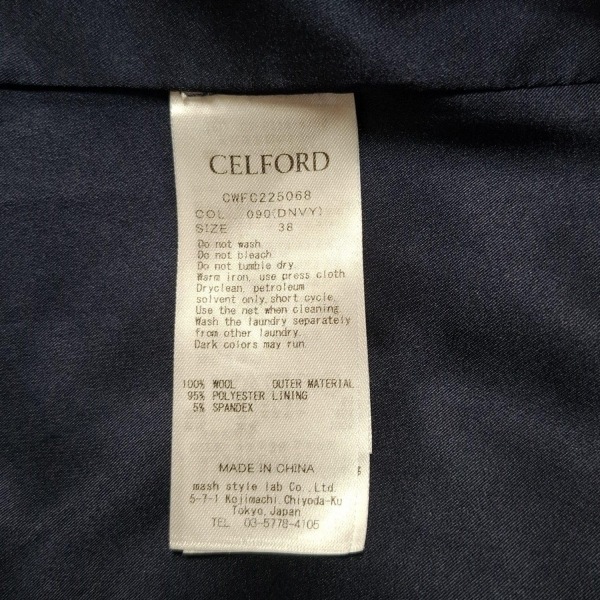 CELFORD
CWFC225068
COL 090(DNVY)
SIZE 38
Do not wash
Do not bleach
Do not tumble dry
Warm iron, use press cloth
Dryclean, petroleum
solvent only,short cycle.
Use the net when cleaning.
Wash the laundry separately
from other laundry.
Dark colors may run.
100% WOOL OUTER MATERIAL
95% POLYESTER LINING
5% SPANDEX
MADE IN CHINA
mash style lab Co.,Ltd.
5-7-1 Kojimachi,Chiyoda-Ku
Tokyo,Japan
TEL 03-5778-4105